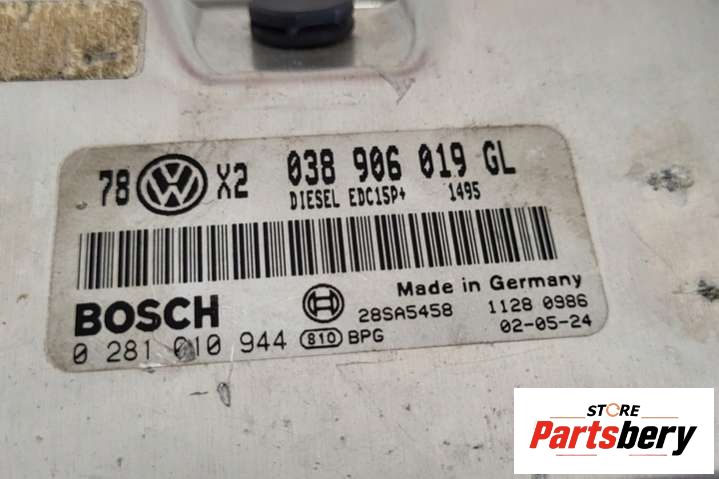 78 VW X2 038 906 019 GL
DIESEL EDC15P+ 1495
Made in Germany
BOSCH 28SA5458 1128 0986
0 281 010 944 810 BPG 02-05-24
STORE
Partsbery